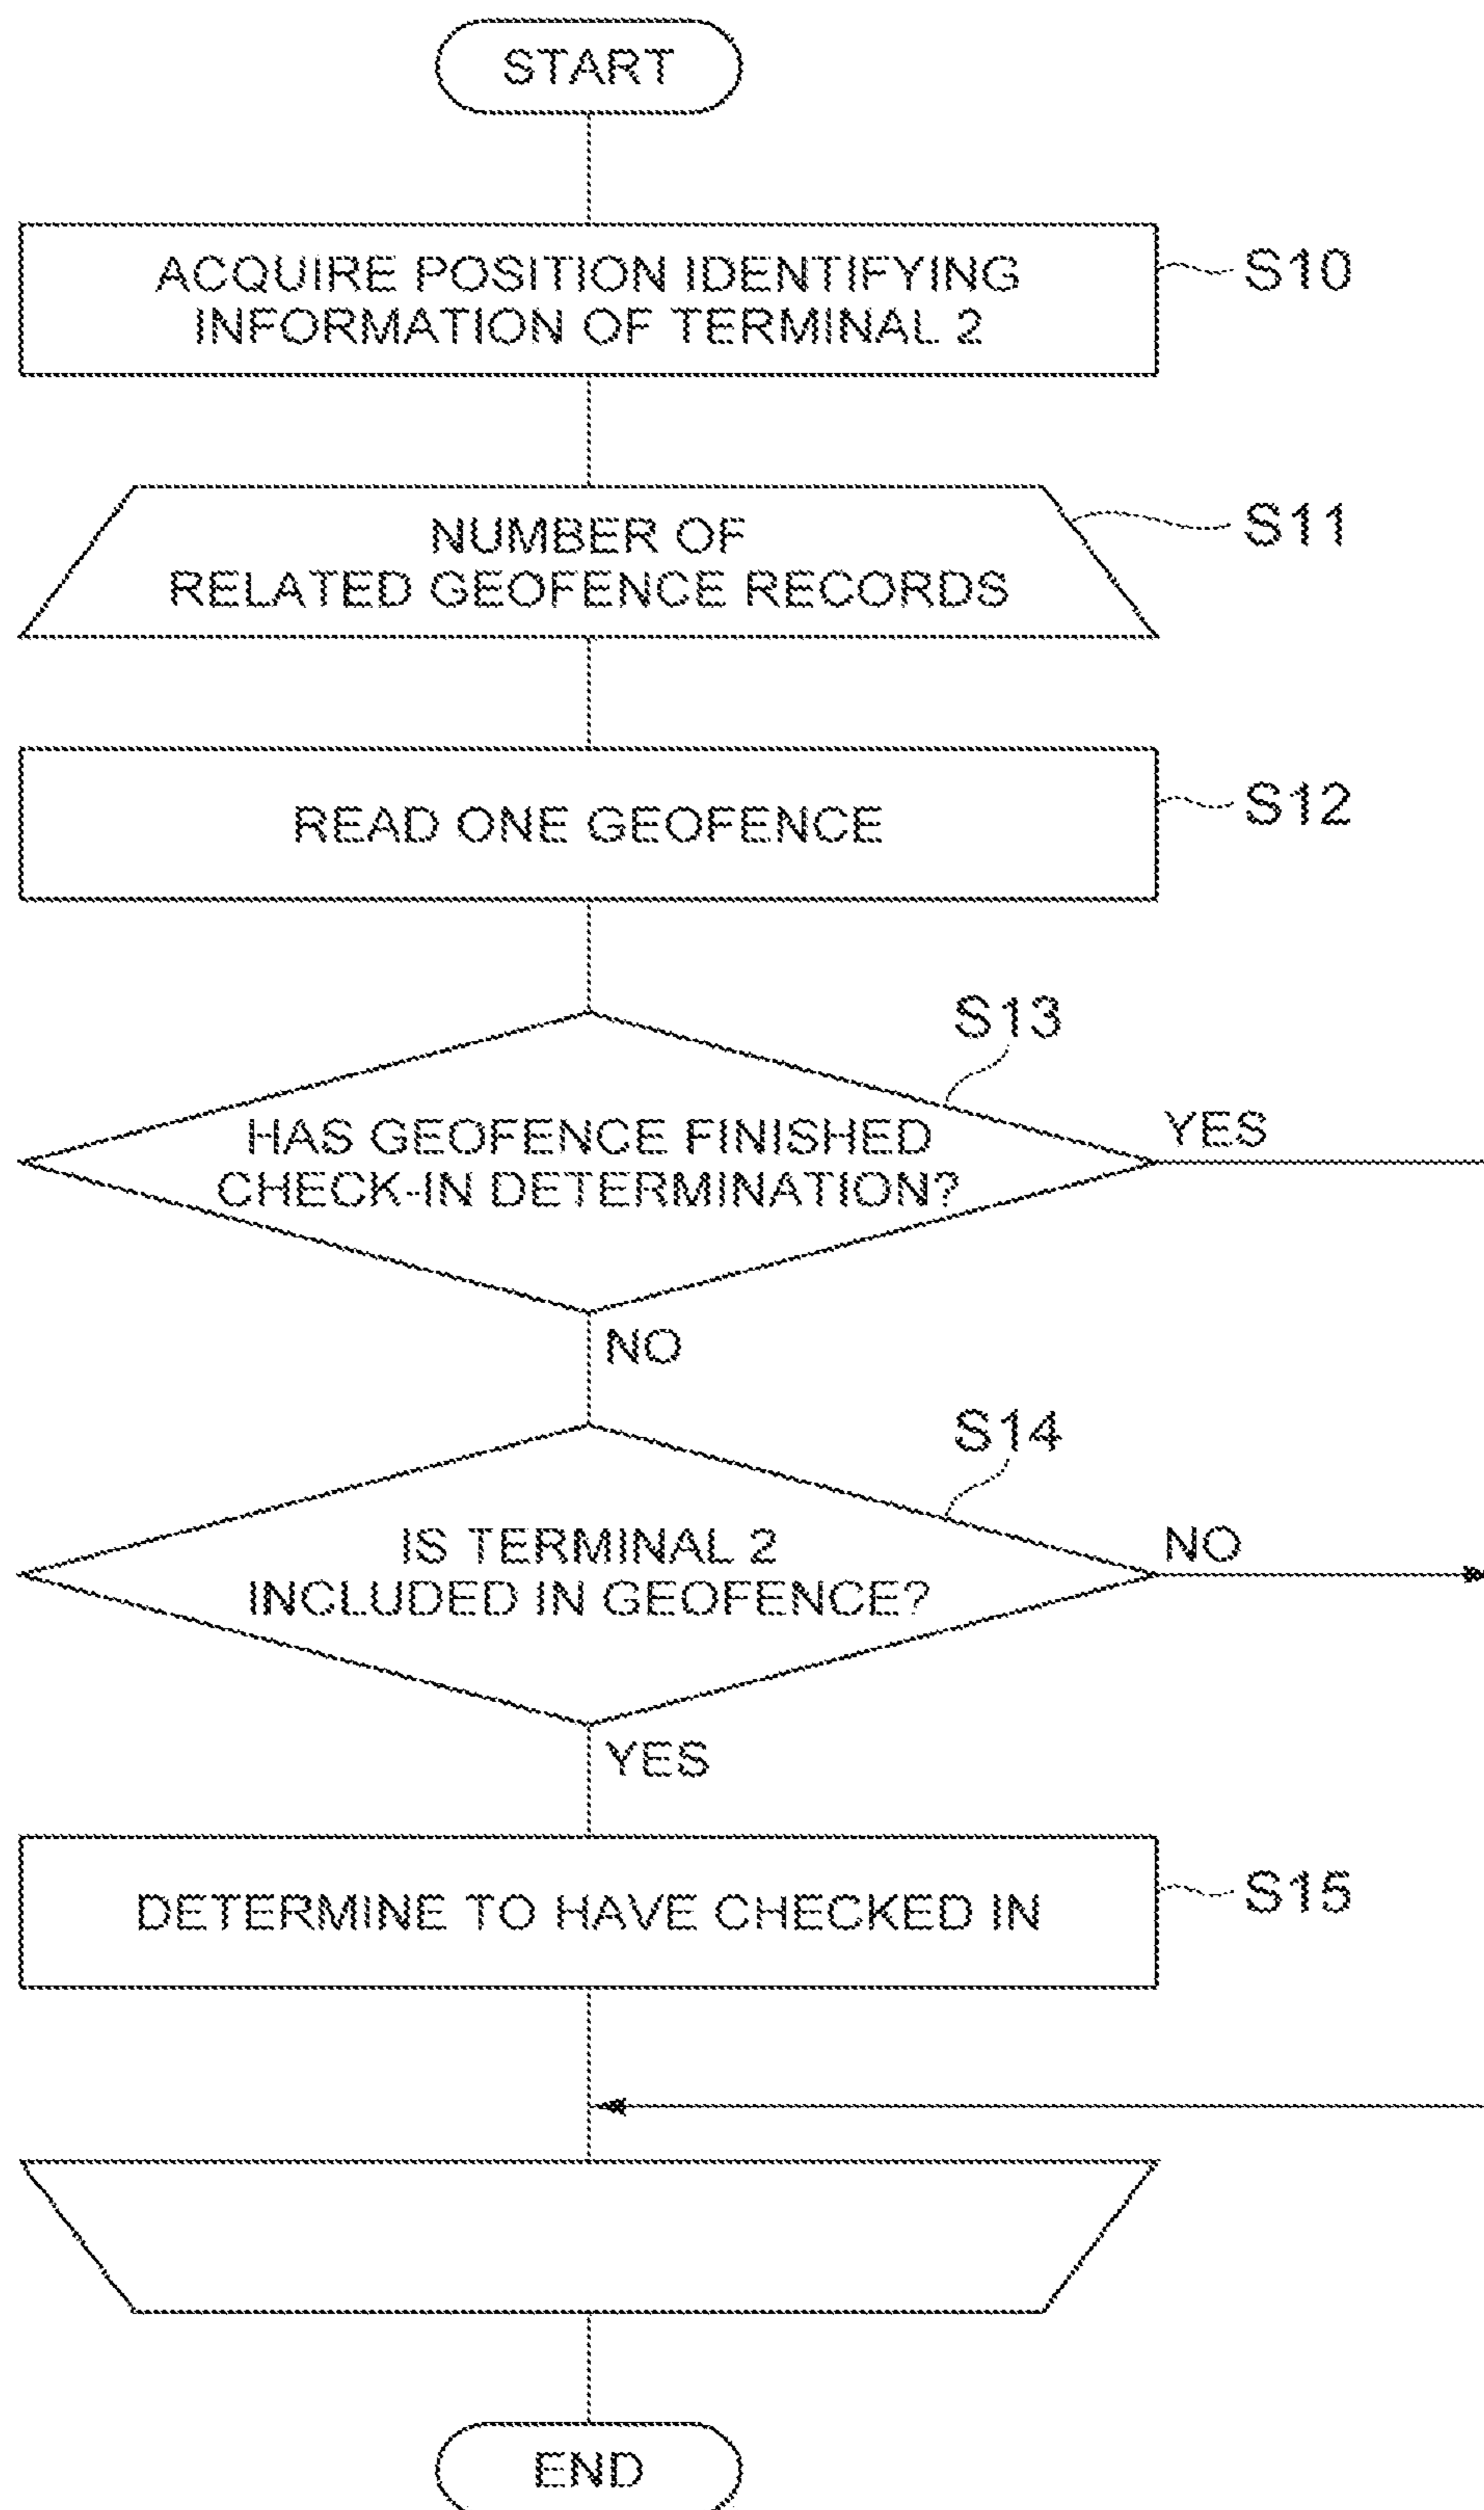 START
ACQUIRE POSITION IDENTIFYING
INFORMATION OF TERMINAL 2
S10
NUMBER OF
RELATED GEOFENCE RECORDS
S11
READ ONE GEOFENCE
S12
S13
HAS GEOFENCE FINISHED
CHECK-IN DETERMINATION?
YES
NO
S14
IS TERMINAL 2
INCLUDED IN GEOFENCE?
NO
YES
DETERMINE TO HAVE CHECKED IN
S15
END